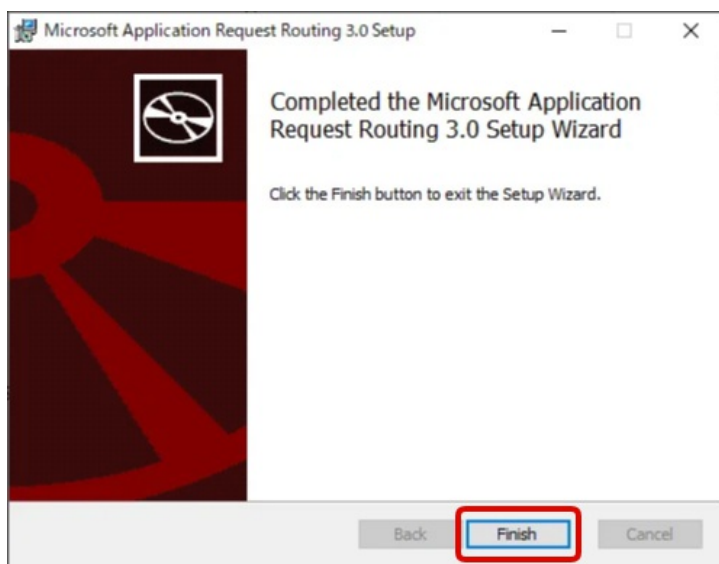 Microsoft Application Request Routing 3.0 Setup
Completed the Microsoft Application
Request Routing 3.0 Setup Wizard
Click the Finish button to exit the Setup Wizard.
Back
Finish
Cancel